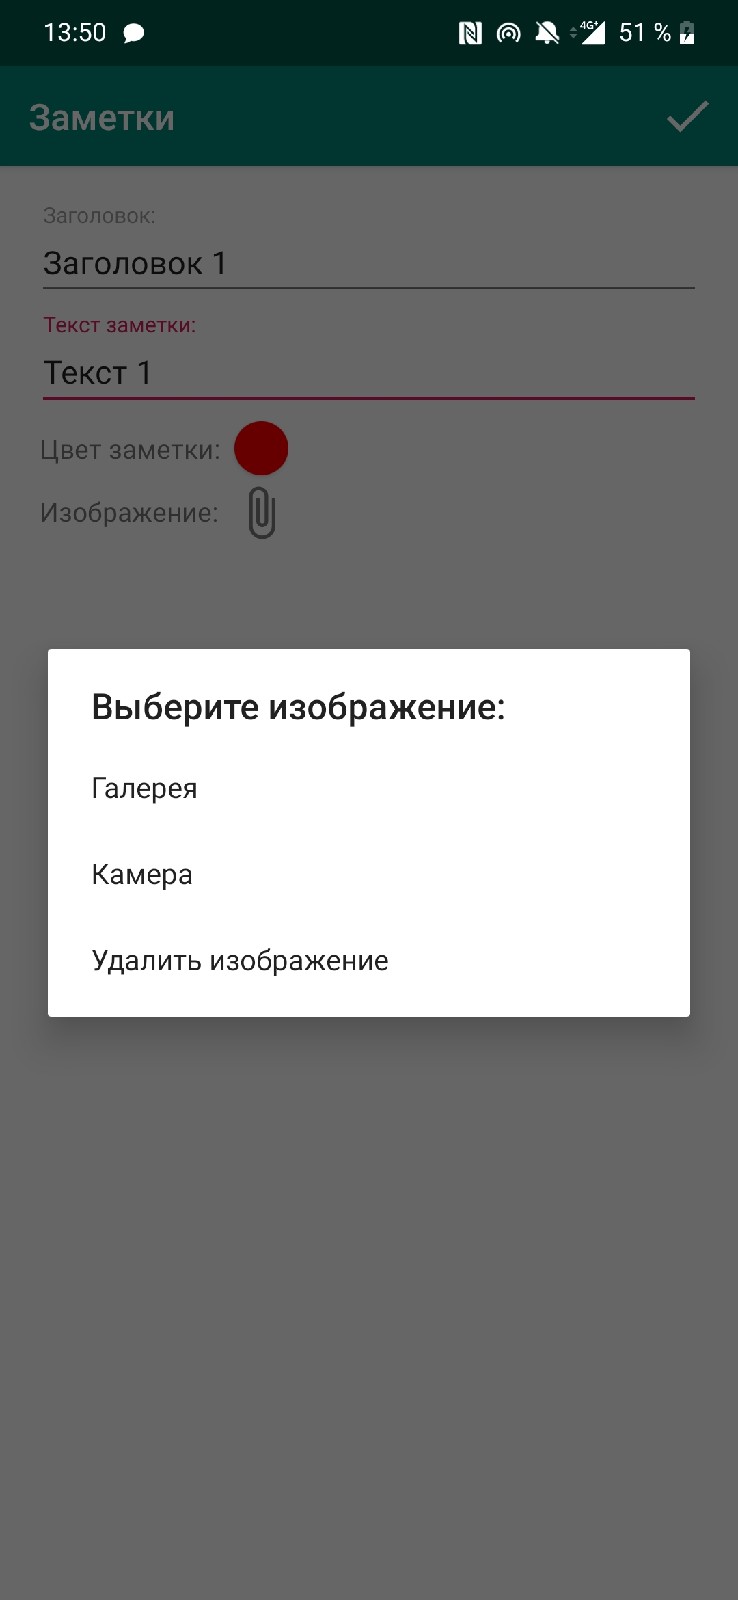 13:50 4G+ 51 %
Заметки
Заголовок:
Заголовок 1
Текст заметки:
Текст 1
Цвет заметки:
Изображение:
Выберите изображение:
Галерея
Камера
Удалить изображение